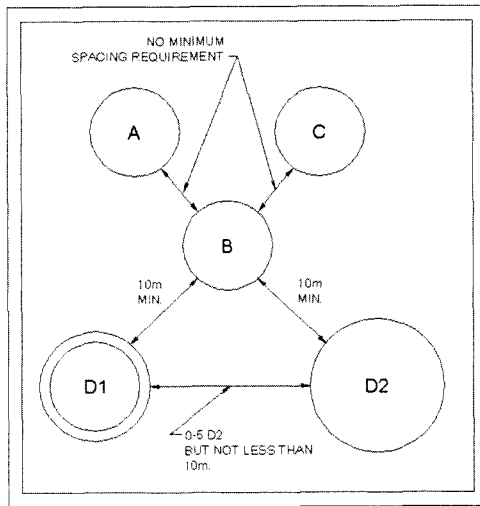 NO MINIMUM
SPACING REQUIREMENT
A
C
B
10m
MIN.
10m
MIN.
D1
D2
0-5 D2
BUT NOT LESS THAN
10m.